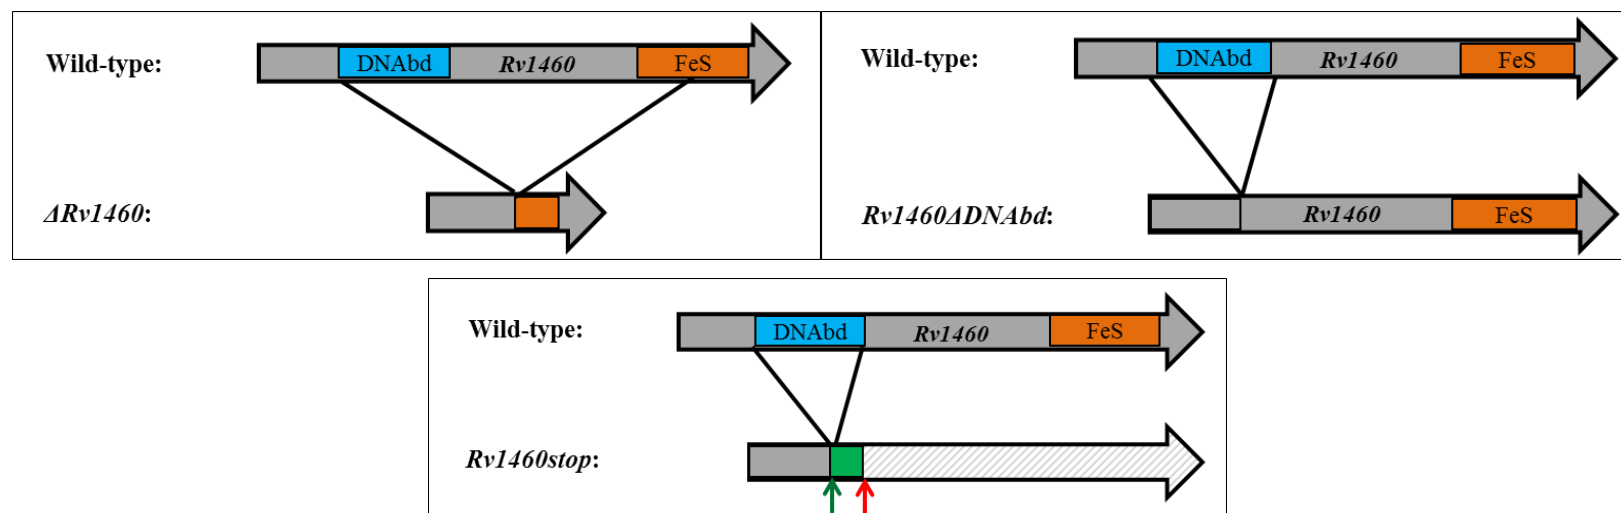 Wild-type: DNAbd Rv1460 FeS
ΔRv1460:
Wild-type: DNAbd Rv1460 FeS
Rv1460ΔDNAbd: Rv1460 FeS
Wild-type: DNAbd Rv1460 FeS
Rv1460stop: